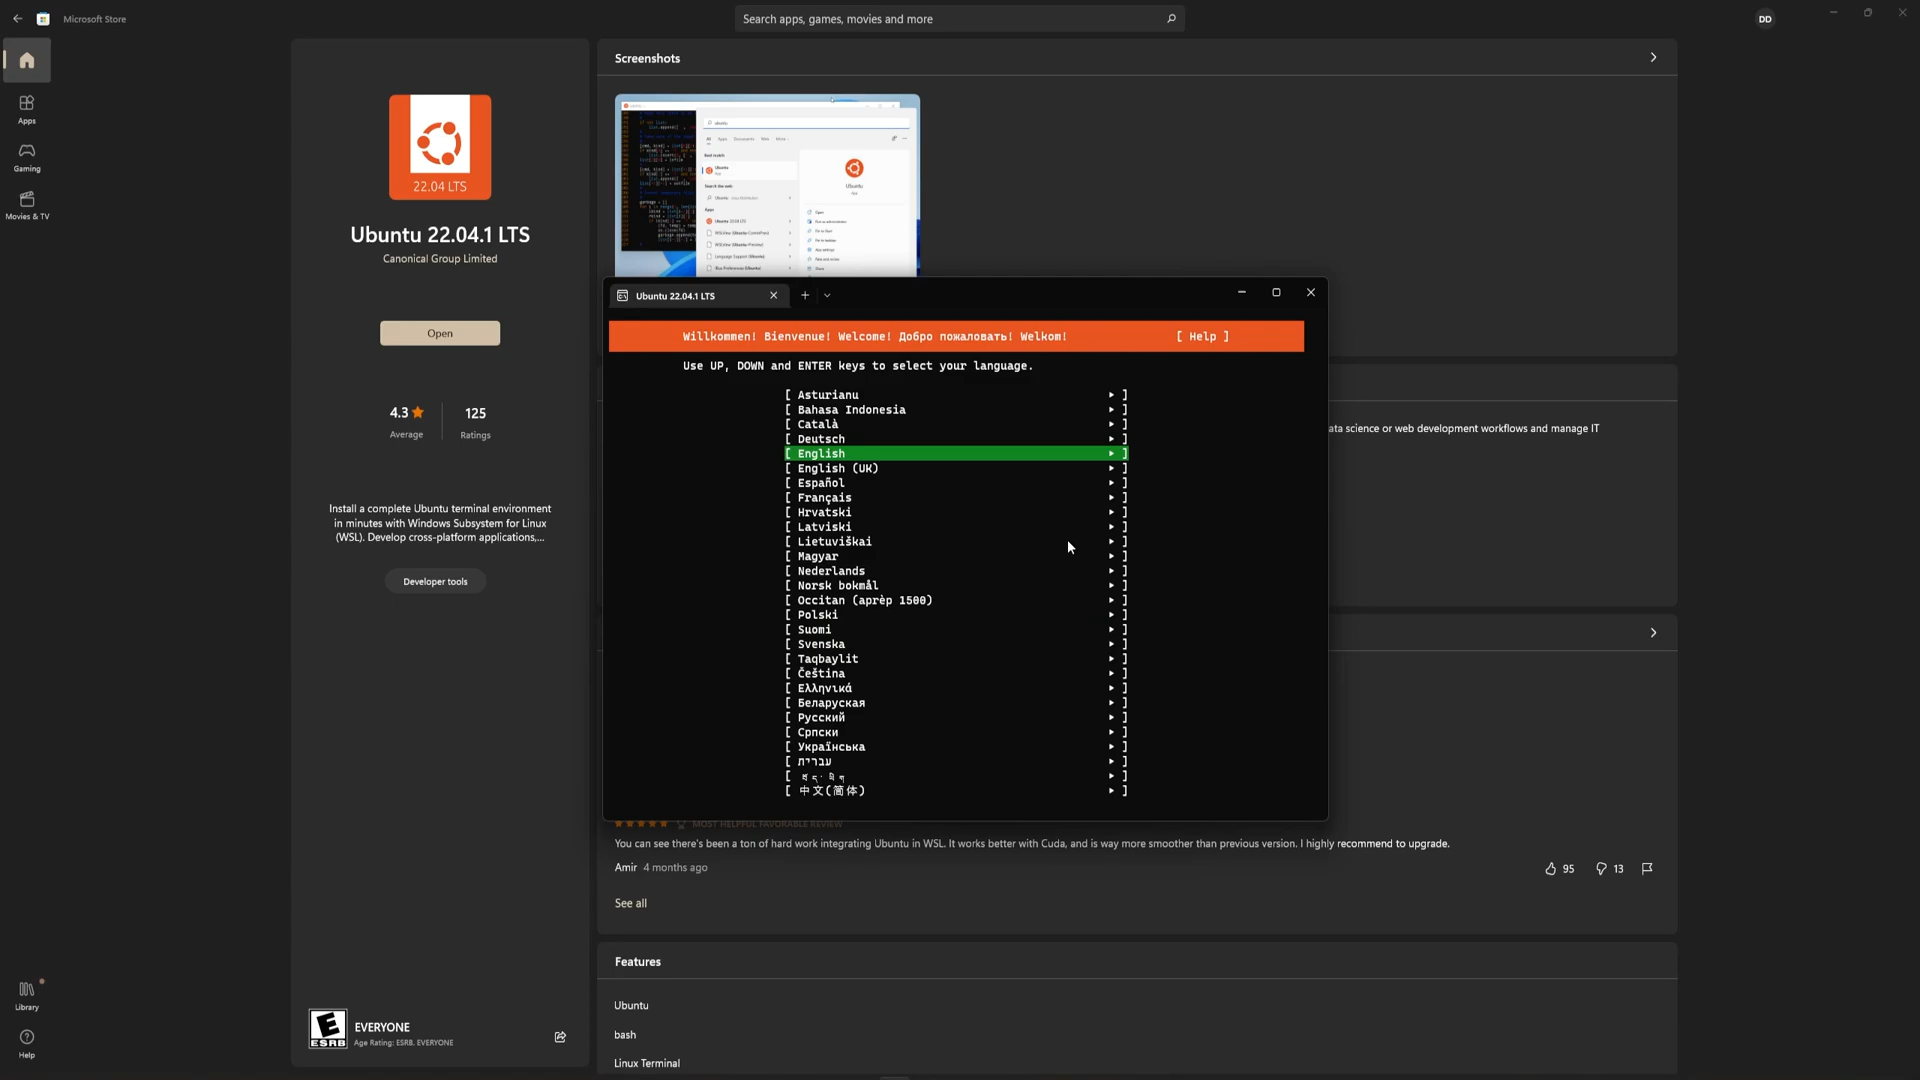 Microsoft Store
Search apps, games, movies and more
DD
Apps
Gaming
Movies & TV
Library
Help
22.04 LTS
Ubuntu 22.04.1 LTS
Canonical Group Limited
Open
4.3
Average
125
Ratings
Install a complete Ubuntu terminal environment
in minutes with Windows Subsystem for Linux
(WSL). Develop cross-platform applications,...
Developer tools
E
ESRB
EVERYONE
Age Rating: ESRB. EVERYONE
Screenshots
Ubuntu 22.04.1 LTS
Willkommen! Bienvenue! Welcome! Добро пожаловать! Welkom! [ Help ]
Use UP, DOWN and ENTER keys to select your language.
[ Asturianu ▸ ]
[ Bahasa Indonesia ▸ ]
[ Català ▸ ]
[ Deutsch ▸ ]
[ English ▸ ]
[ English (UK) ▸ ]
[ Español ▸ ]
[ Français ▸ ]
[ Hrvatski ▸ ]
[ Latviski ▸ ]
[ Lietuviškai ▸ ]
[ Magyar ▸ ]
[ Nederlands ▸ ]
[ Norsk bokmål ▸ ]
[ Occitan (aprèp 1500) ▸ ]
[ Polski ▸ ]
[ Suomi ▸ ]
[ Svenska ▸ ]
[ Taqbaylit ▸ ]
[ Čeština ▸ ]
[ Ελληνικά ▸ ]
[ Беларуская ▸ ]
[ Русский ▸ ]
[ Српски ▸ ]
[ Українська ▸ ]
[ עברית ▸ ]
[ ▸ ]
[ 中文(简体) ▸ ]
ata science or web development workflows and manage IT
MOST HELPFUL FAVORABLE REVIEW
You can see there's been a ton of hard work integrating Ubuntu in WSL. It works better with Cuda, and is way more smoother than previous version. I highly recommend to upgrade.
Amir 4 months ago
95
13
See all
Features
Ubuntu
bash
Linux Terminal